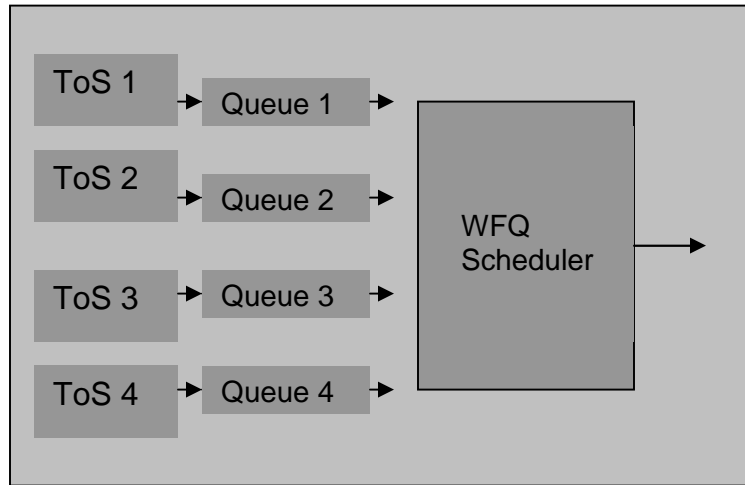 ToS 1
Queue 1
ToS 2
Queue 2
WFQ
Scheduler
ToS 3
Queue 3
ToS 4
Queue 4